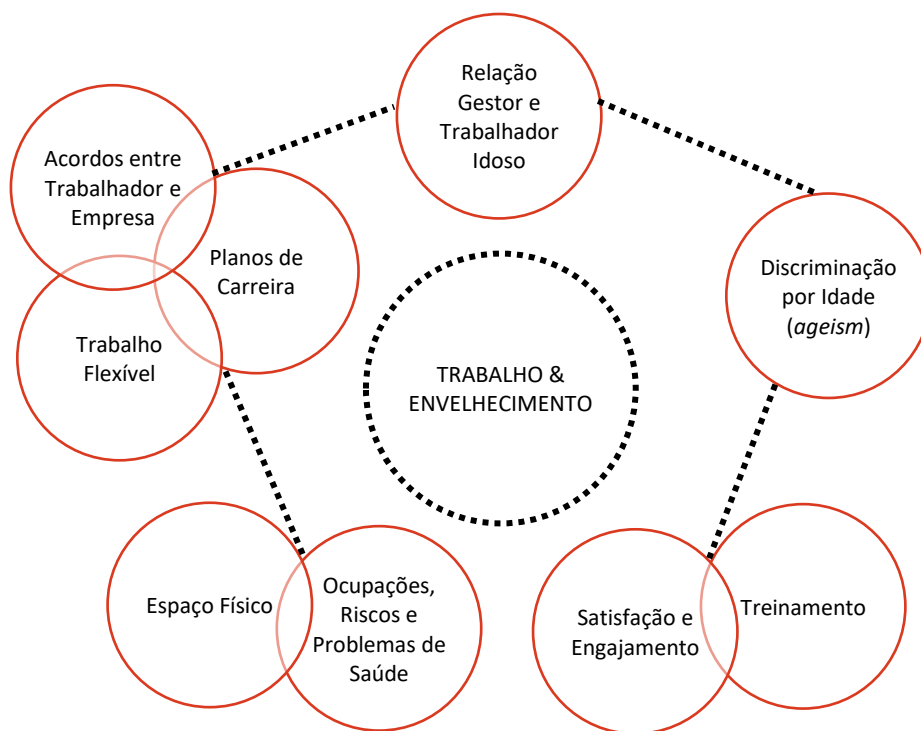 Relação
Gestor e
Trabalhador
Idoso
Acordos entre
Trabalhador e
Empresa
Planos de
Carreira
Trabalho
Flexível
Discriminação
por Idade
(ageism)
TRABALHO &
ENVELHECIMENTO
Espaço Físico
Ocupações,
Riscos e
Problemas de
Saúde
Satisfação e
Engajamento
Treinamento